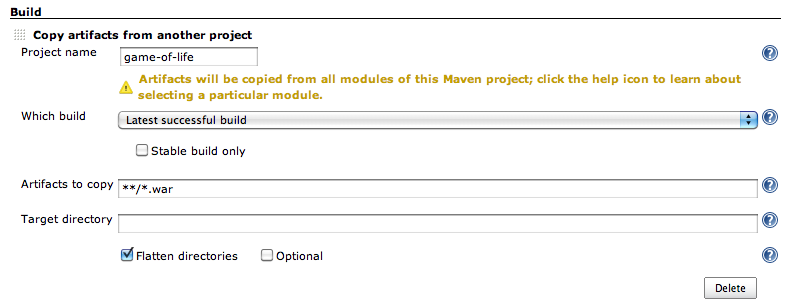 Build
Copy artifacts from another project
Project name game-of-life
Artifacts will be copied from all modules of this Maven project; click the help icon to learn about
selecting a particular module.
Which build Latest successful build
Stable build only
Artifacts to copy **/*.war
Target directory
Flatten directories Optional
Delete